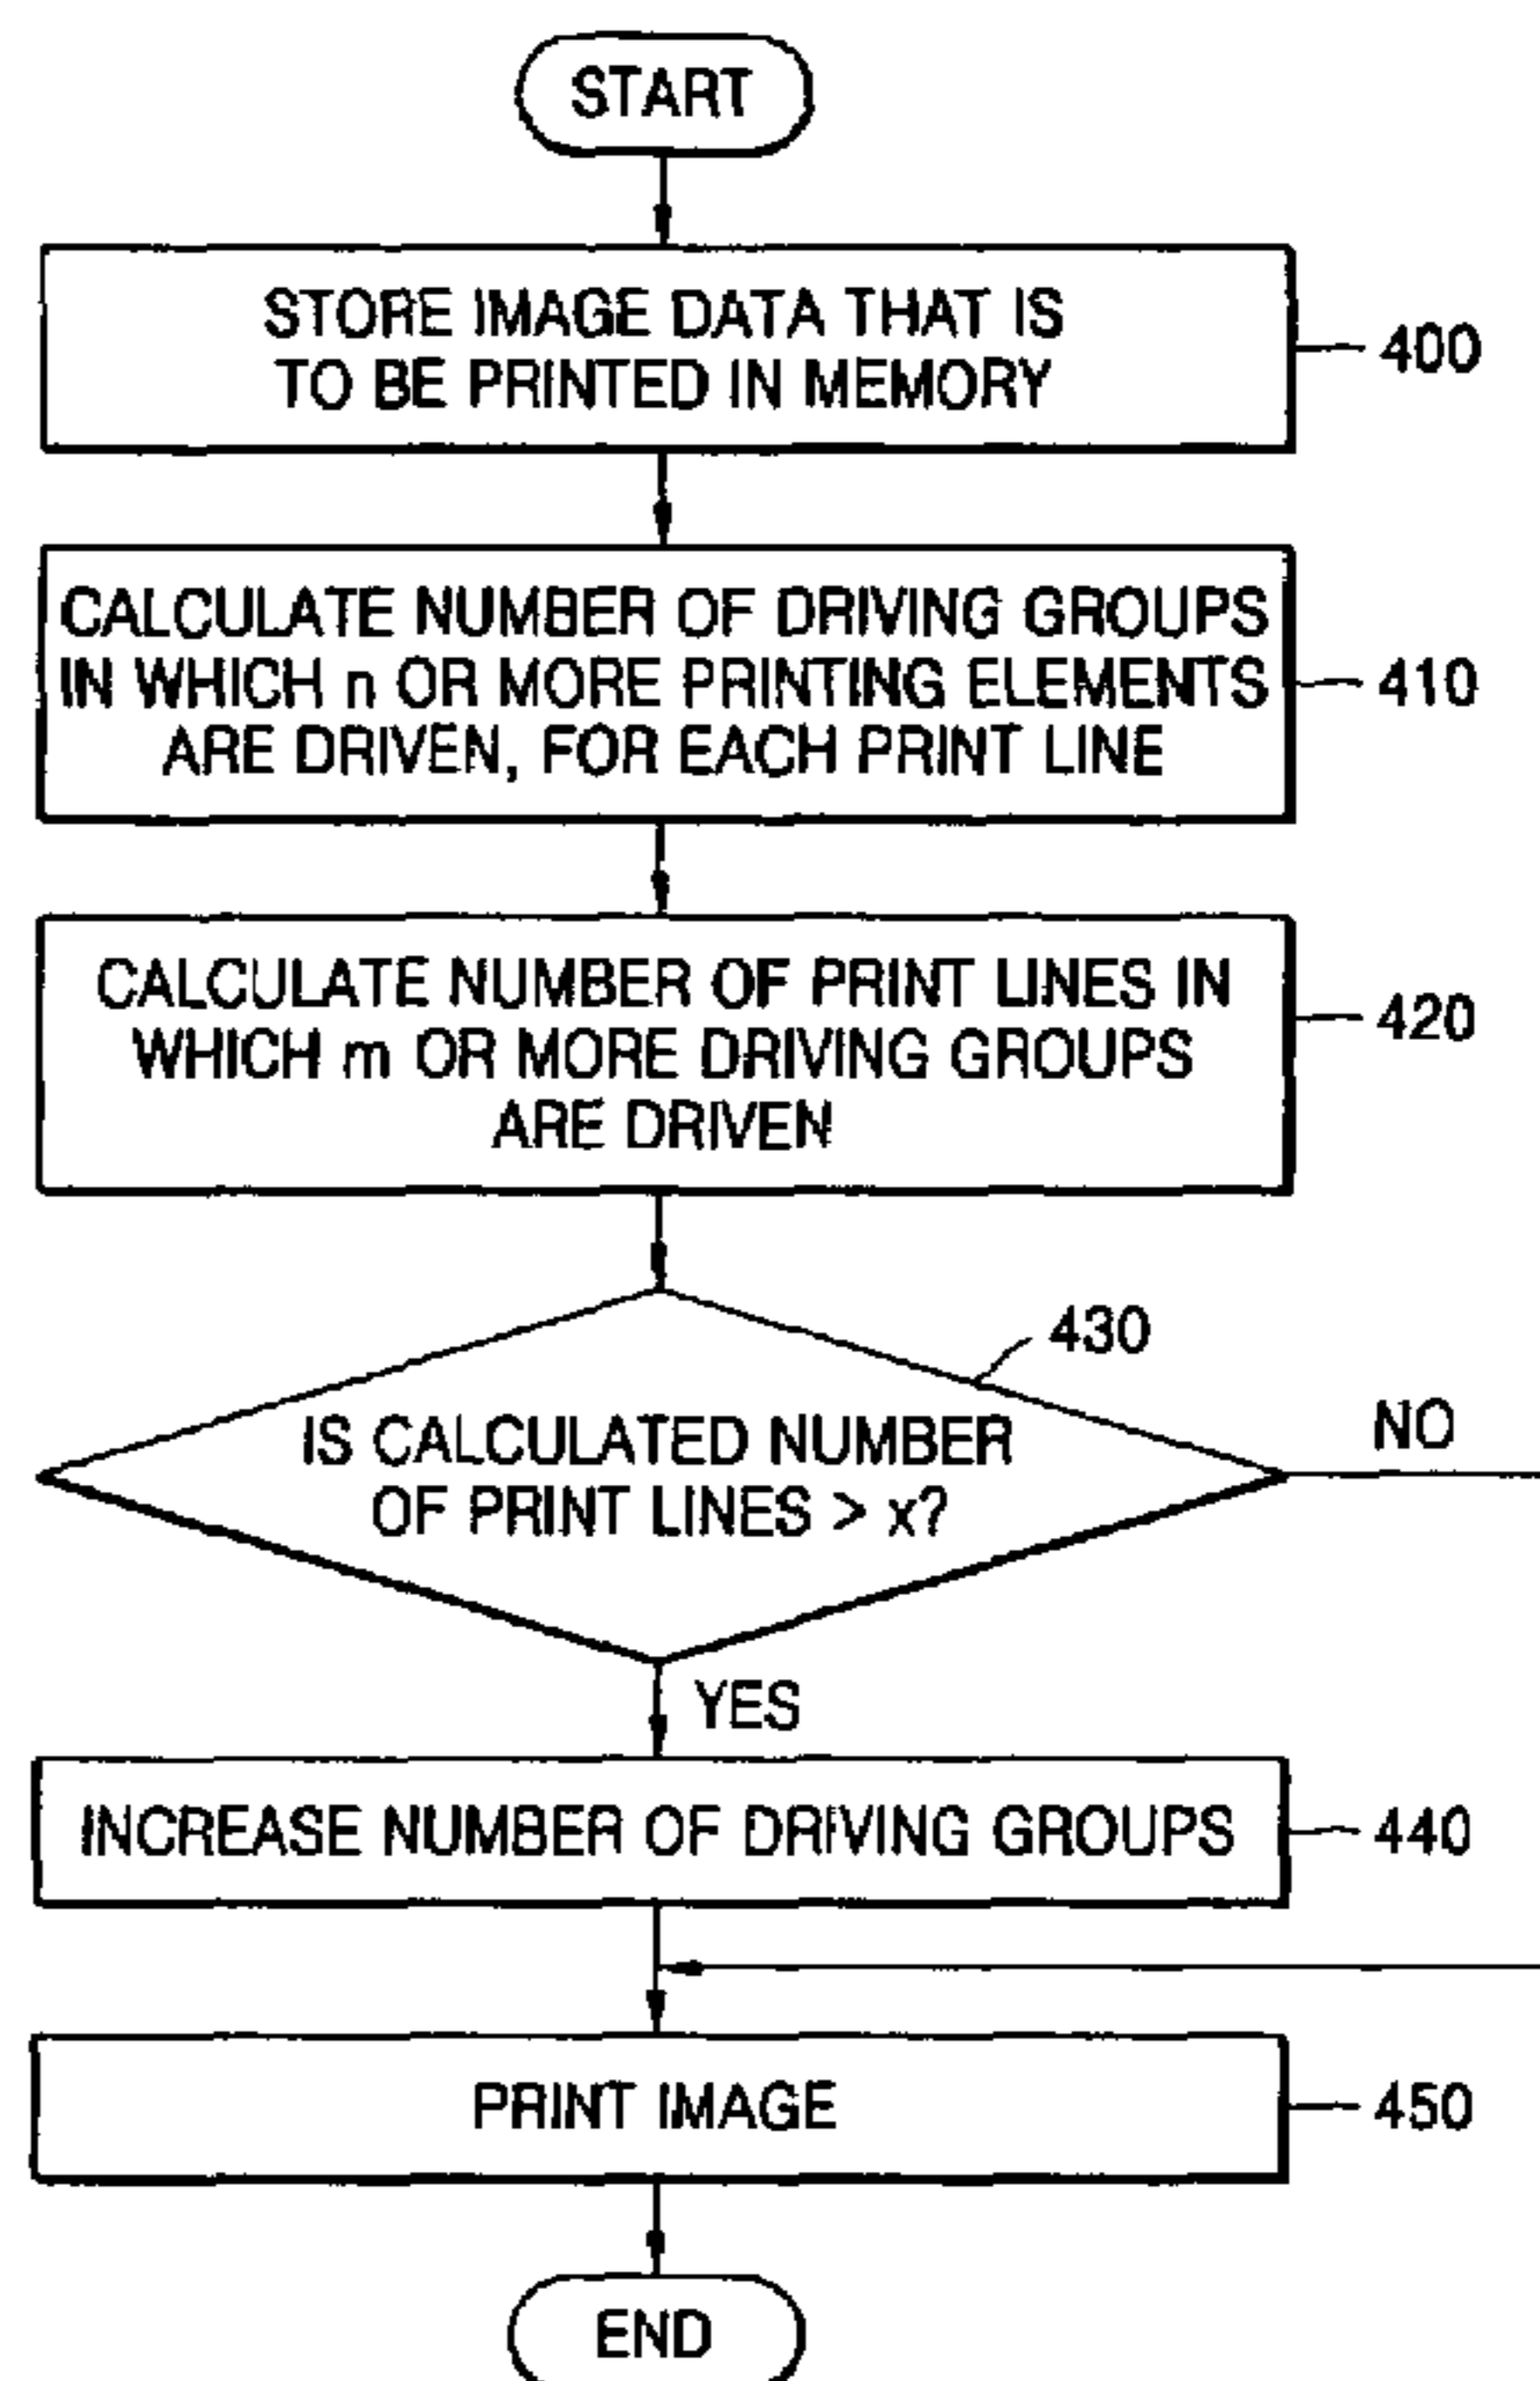 START
STORE IMAGE DATA THAT IS
TO BE PRINTED IN MEMORY
400
CALCULATE NUMBER OF DRIVING GROUPS
IN WHICH n OR MORE PRINTING ELEMENTS
ARE DRIVEN, FOR EACH PRINT LINE
410
CALCULATE NUMBER OF PRINT LINES IN
WHICH m OR MORE DRIVING GROUPS
ARE DRIVEN
420
430
IS CALCULATED NUMBER
OF PRINT LINES > x?
NO
YES
INCREASE NUMBER OF DRIVING GROUPS
440
PRINT IMAGE
450
END